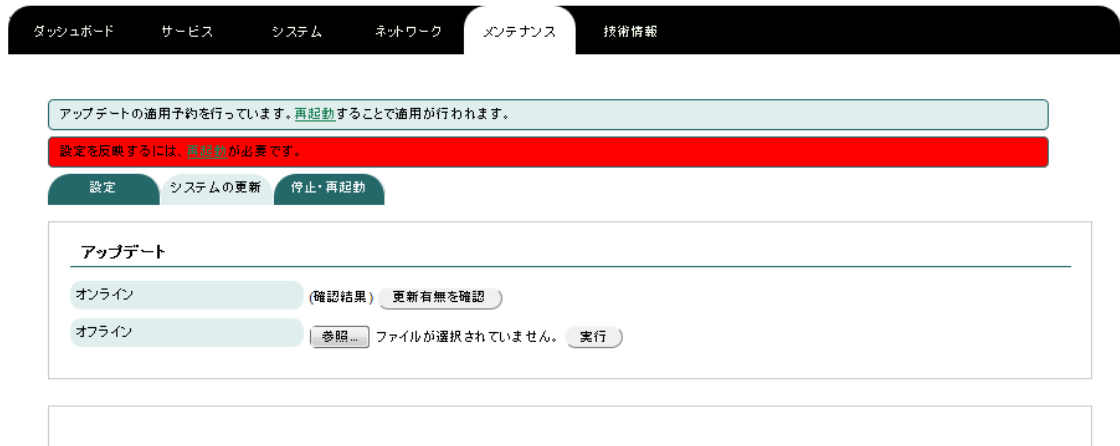 ダッシュボード サービス システム ネットワーク メンテナンス 技術情報
アップデートの適用予約を行っています。再起動することで適用が行われます。
設定を反映するには、再起動が必要です。
設定 システムの更新 停止・再起動
アップデート
オンライン (確認結果) 更新有無を確認
オフライン 参照... ファイルが選択されていません。 実行